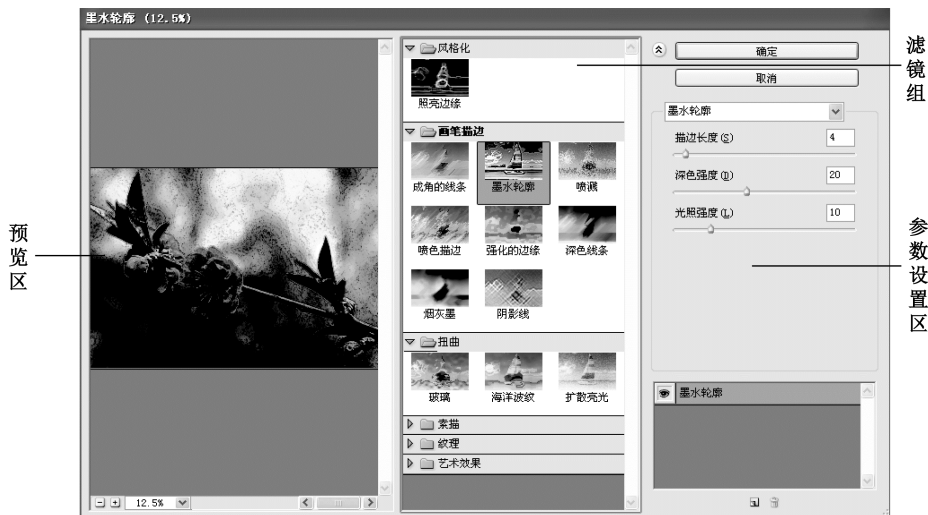 墨水轮廓 (12.5%)
预览区
12.5%
风格化
照亮边缘
画笔描边
成角的线条
墨水轮廓
喷溅
喷色描边
强化的边缘
深色线条
烟灰墨
阴影线
扭曲
玻璃
海洋波纹
扩散亮光
素描
纹理
艺术效果
确定
取消
墨水轮廓
描边长度(S) 4
深色强度(D) 20
光照强度(L) 10
墨水轮廓
滤镜组
参数设置区